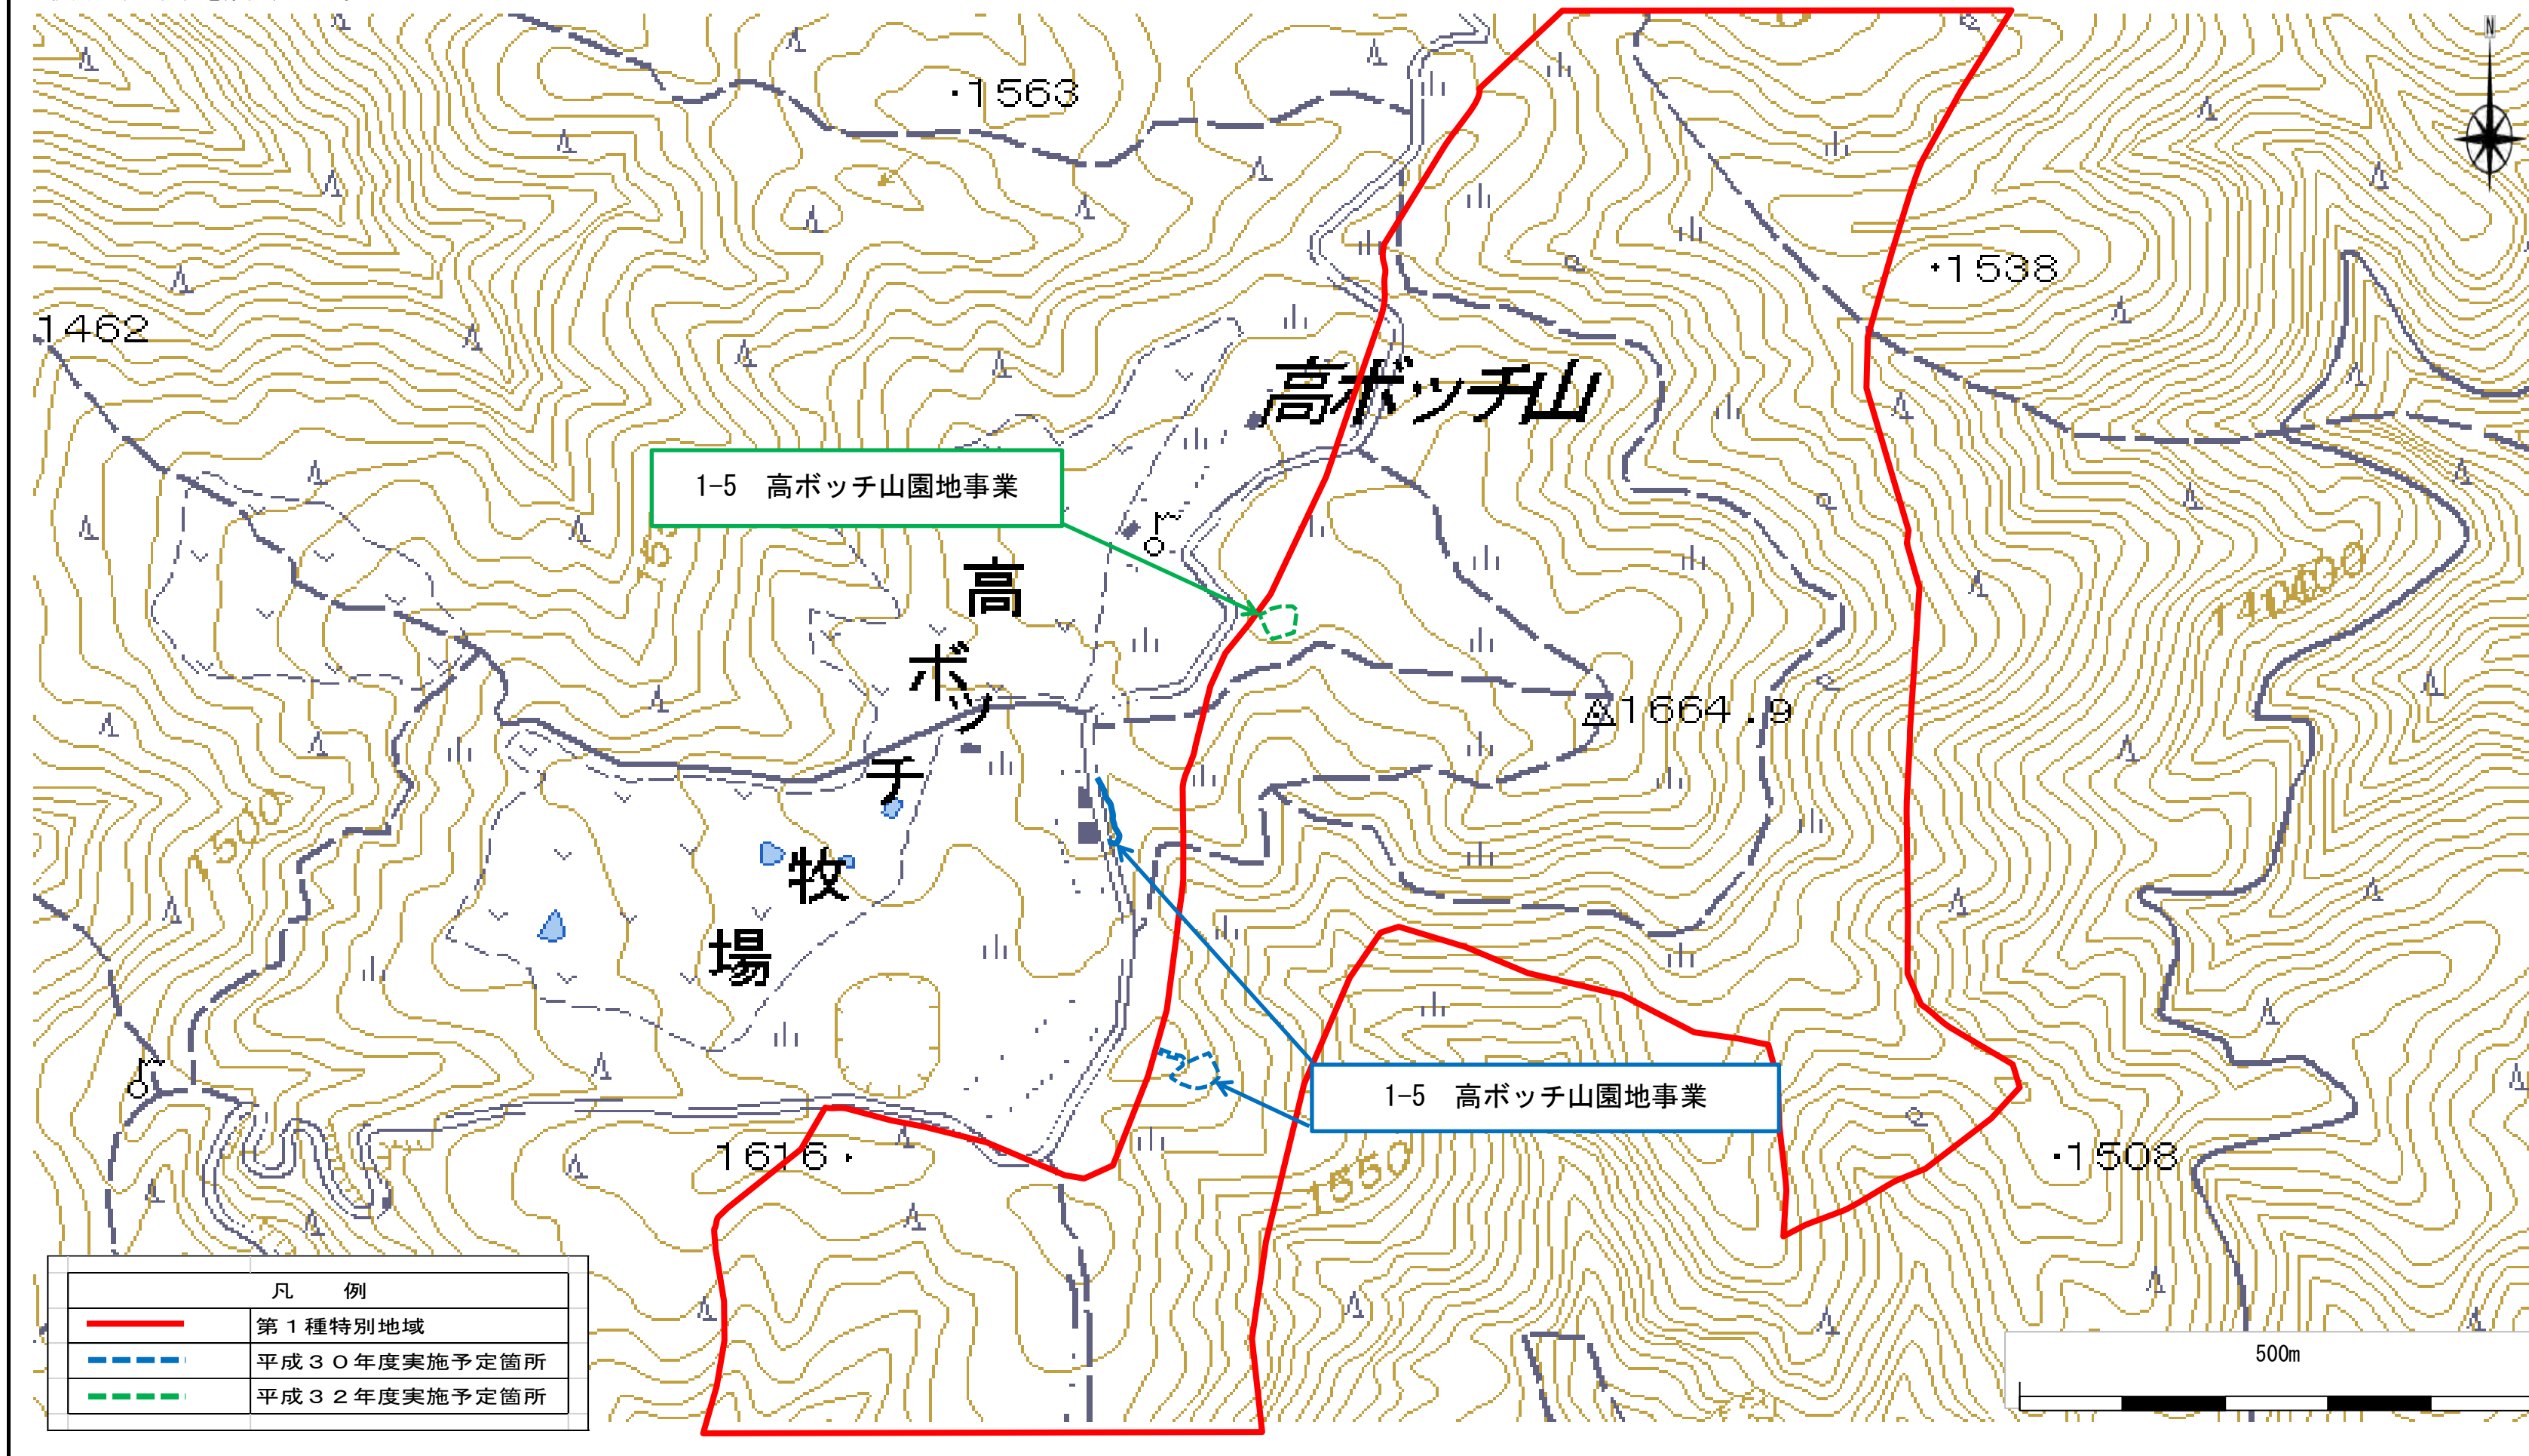 N
・1563
・1538
1462
高ボッチ山
1-5　高ボッチ山園地事業
高ボッチ牧場
1664.9
1500
1-5　高ボッチ山園地事業
1616・
1550
・1508
凡　例
第１種特別地域
平成３０年度実施予定箇所
平成３２年度実施予定箇所
500m